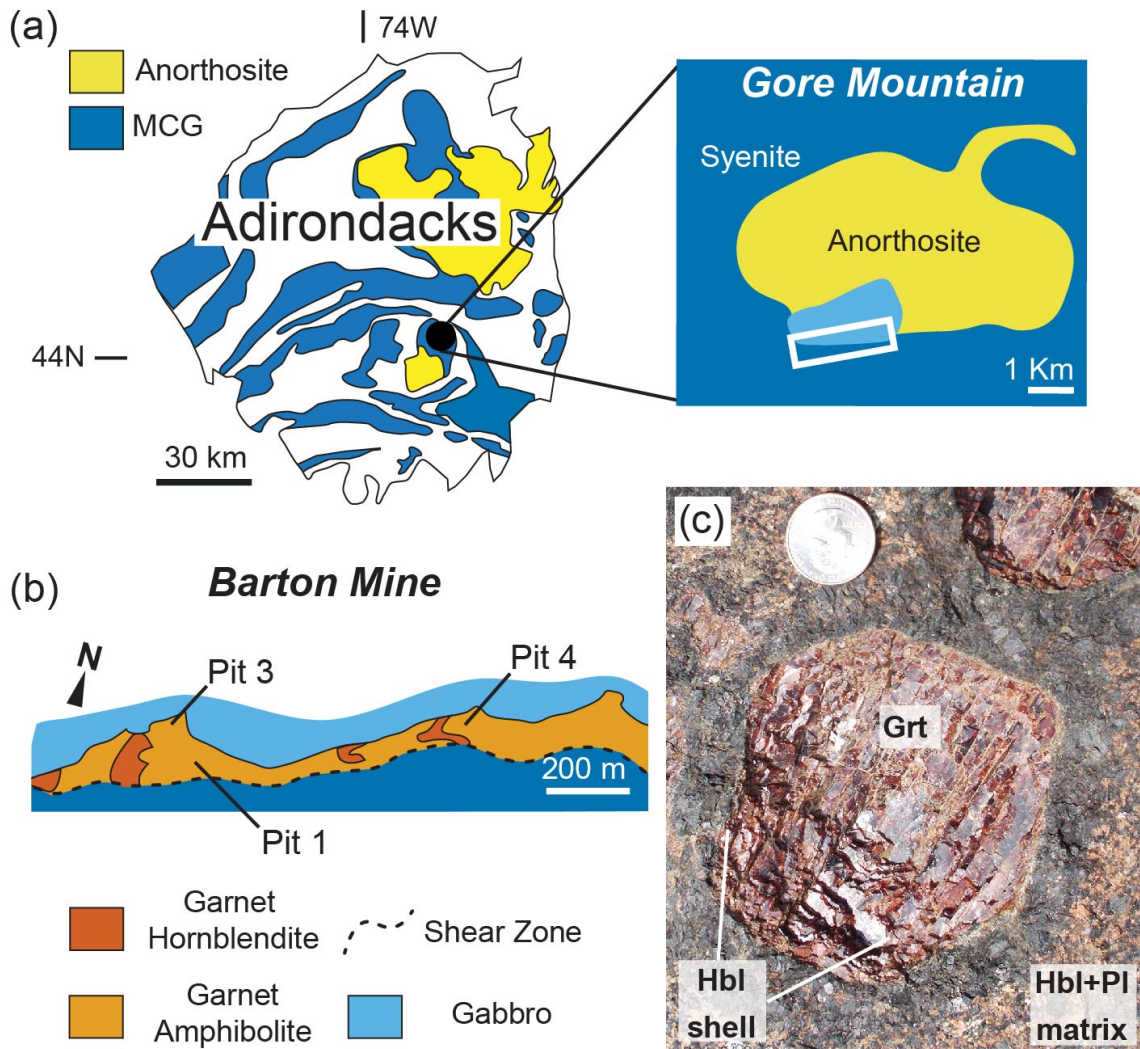 (a)
74W
Anorthosite
MCG
Adirondacks
44N
30 km
Gore Mountain
Syenite
Anorthosite
1 Km
(b)
Barton Mine
N
Pit 3
Pit 4
200 m
Pit 1
Garnet
Hornblendite
Shear Zone
Garnet
Amphibolite
Gabbro
(c)
Grt
Hbl
shell
Hbl+Pl
matrix